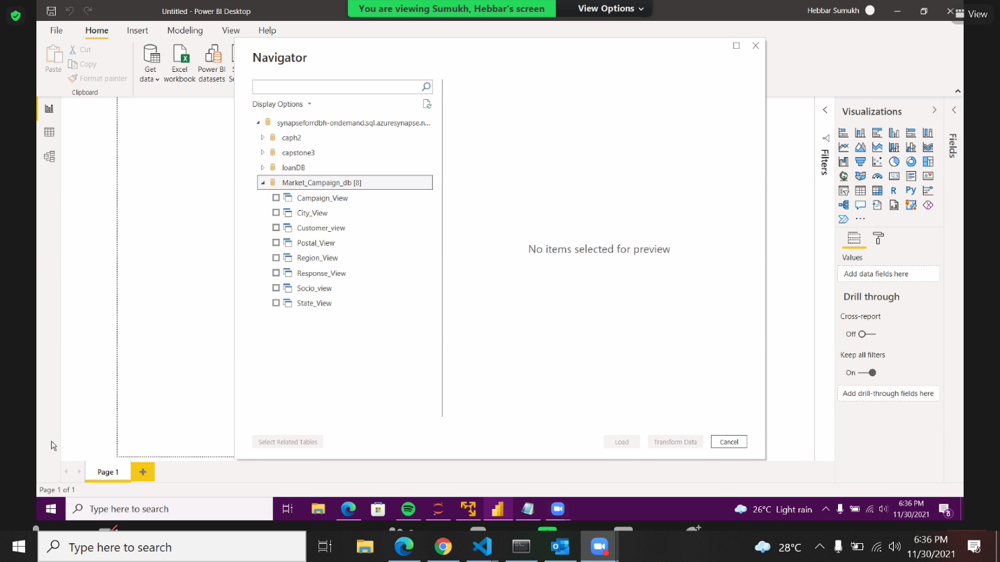 Untitled - Power BI Desktop
You are viewing Sumukh, Hebbar's screen
View Options
Hebbar Sumukh
View
File Home Insert Modeling View Help
Paste
Cut
Copy
Format painter
Clipboard
Get data
Excel workbook
Power BI datasets
Navigator
Display Options
synapseforrdbh-ondemand.sql.azuresynapse.n...
caph2
capstone3
loanDB
Market_Campaign_db [8]
Campaign_View
City_View
Customer_view
Postal_View
Region_View
Response_View
Socio_view
State_View
No items selected for preview
Select Related Tables
Load
Transform Data
Cancel
Filters
Visualizations
Fields
123
R
Py
Values
Add data fields here
Drill through
Cross-report
Off
Keep all filters
On
Add drill-through fields here
Page 1
Page 1 of 1
Type here to search
26°C Light rain
6:36 PM
11/30/2021
8
Type here to search
28°C
6:36 PM
11/30/2021